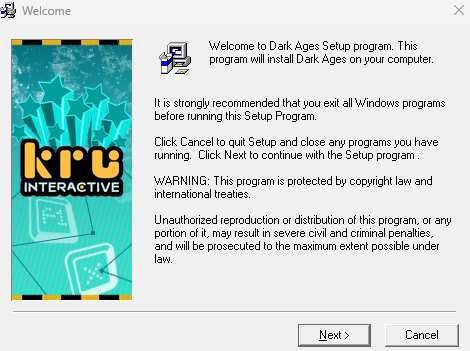 Welcome
Welcome to Dark Ages Setup program. This
program will install Dark Ages on your computer.
It is strongly recommended that you exit all Windows programs
before running this Setup Program.
Click Cancel to quit Setup and close any programs you have
running. Click Next to continue with the Setup program .
WARNING: This program is protected by copyright law and
international treaties.
Unauthorized reproduction or distribution of this program, or any
portion of it, may result in severe civil and criminal penalties,
and will be prosecuted to the maximum extent possible under
law.
kru
INTERACTIVE
Next >
Cancel